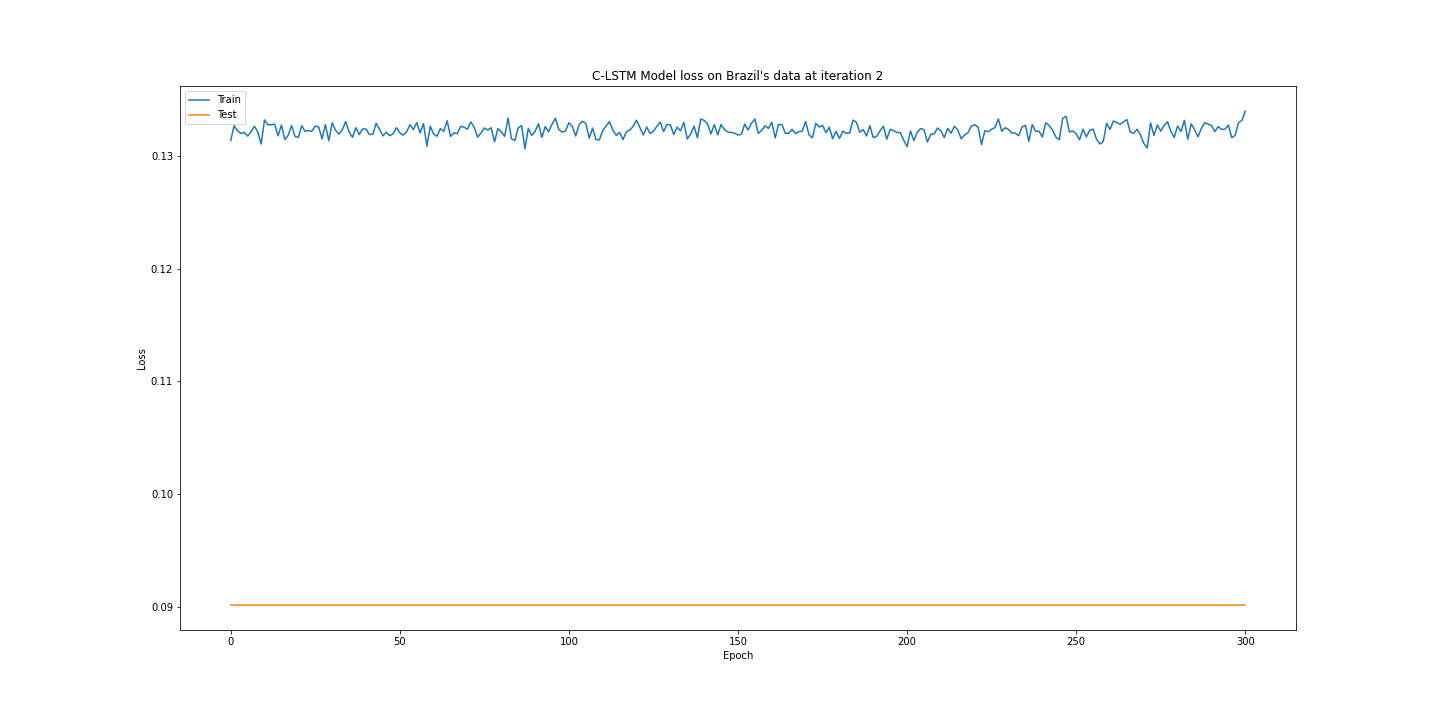 C-LSTM Model loss on Brazil's data at iteration 2
Train
Test
0.13
0.12
0.11
0.10
0.09
Loss
0
50
100
150
200
250
300
Epoch